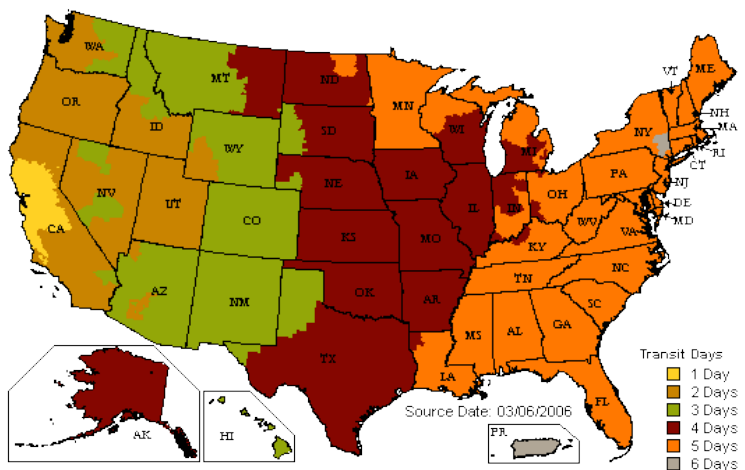 WA
MT
ND
MN
VT
ME
OR
ID
SD
WI
MI
NY
NH
MA
RI
CT
WY
NE
IA
PA
NJ
NV
UT
CO
IL
IN
OH
WV
DE
MD
CA
KS
MO
KY
VA
AZ
NM
OK
AR
TN
NC
SC
TX
MS
AL
GA
LA
FL
AK
HI
PR
Source Date: 03/06/2006
Transit Days
1 Day
2 Days
3 Days
4 Days
5 Days
6 Days